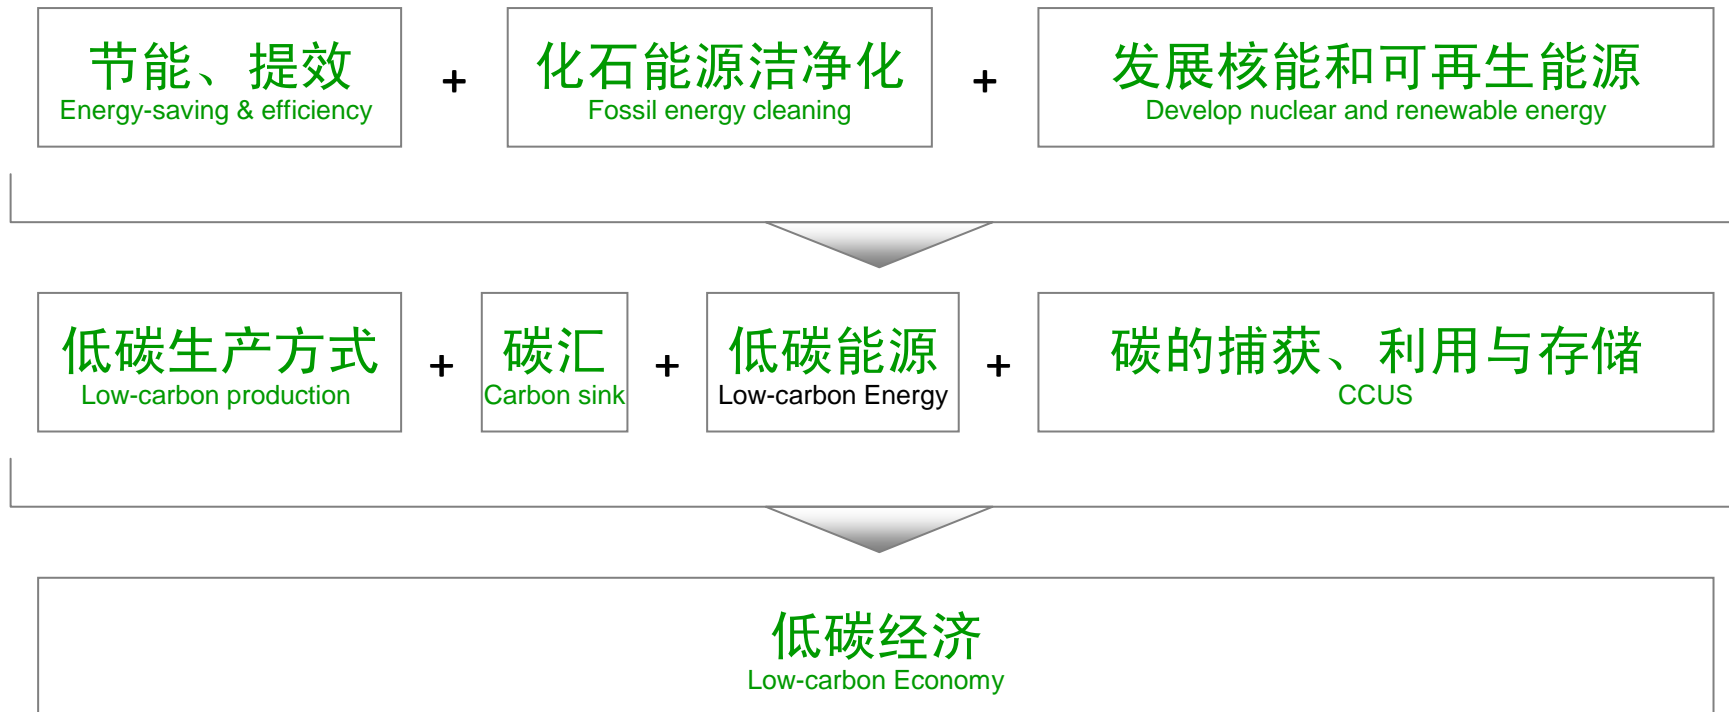 节能、提效
Energy-saving & efficiency
+
化石能源洁净化
Fossil energy cleaning
+
发展核能和可再生能源
Develop nuclear and renewable energy
低碳生产方式
Low-carbon production
+
碳汇
Carbon sink
+
低碳能源
Low-carbon Energy
+
碳的捕获、利用与存储
CCUS
低碳经济
Low-carbon Economy